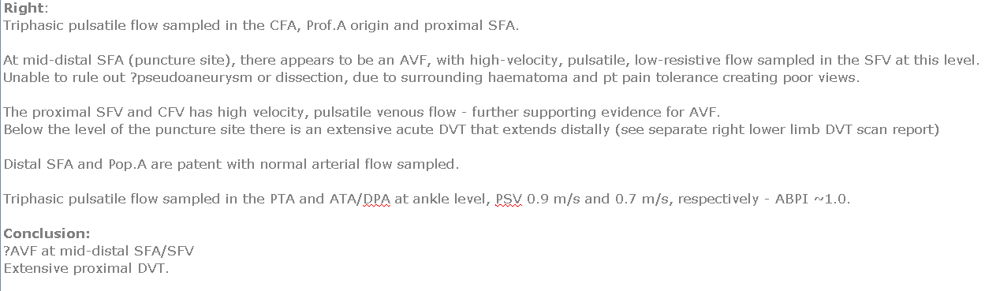 Right:
Triphasic pulsatile flow sampled in the CFA, Prof.A origin and proximal SFA.
At mid-distal SFA (puncture site), there appears to be an AVF, with high-velocity, pulsatile, low-resistive flow sampled in the SFV at this level.
Unable to rule out ?pseudoaneurysm or dissection, due to surrounding haematoma and pt pain tolerance creating poor views.
The proximal SFV and CFV has high velocity, pulsatile venous flow - further supporting evidence for AVF.
Below the level of the puncture site there is an extensive acute DVT that extends distally (see separate right lower limb DVT scan report)
Distal SFA and Pop.A are patent with normal arterial flow sampled.
Triphasic pulsatile flow sampled in the PTA and ATA/DPA at ankle level, PSV 0.9 m/s and 0.7 m/s, respectively - ABPI ~1.0.
Conclusion:
?AVF at mid-distal SFA/SFV
Extensive proximal DVT.